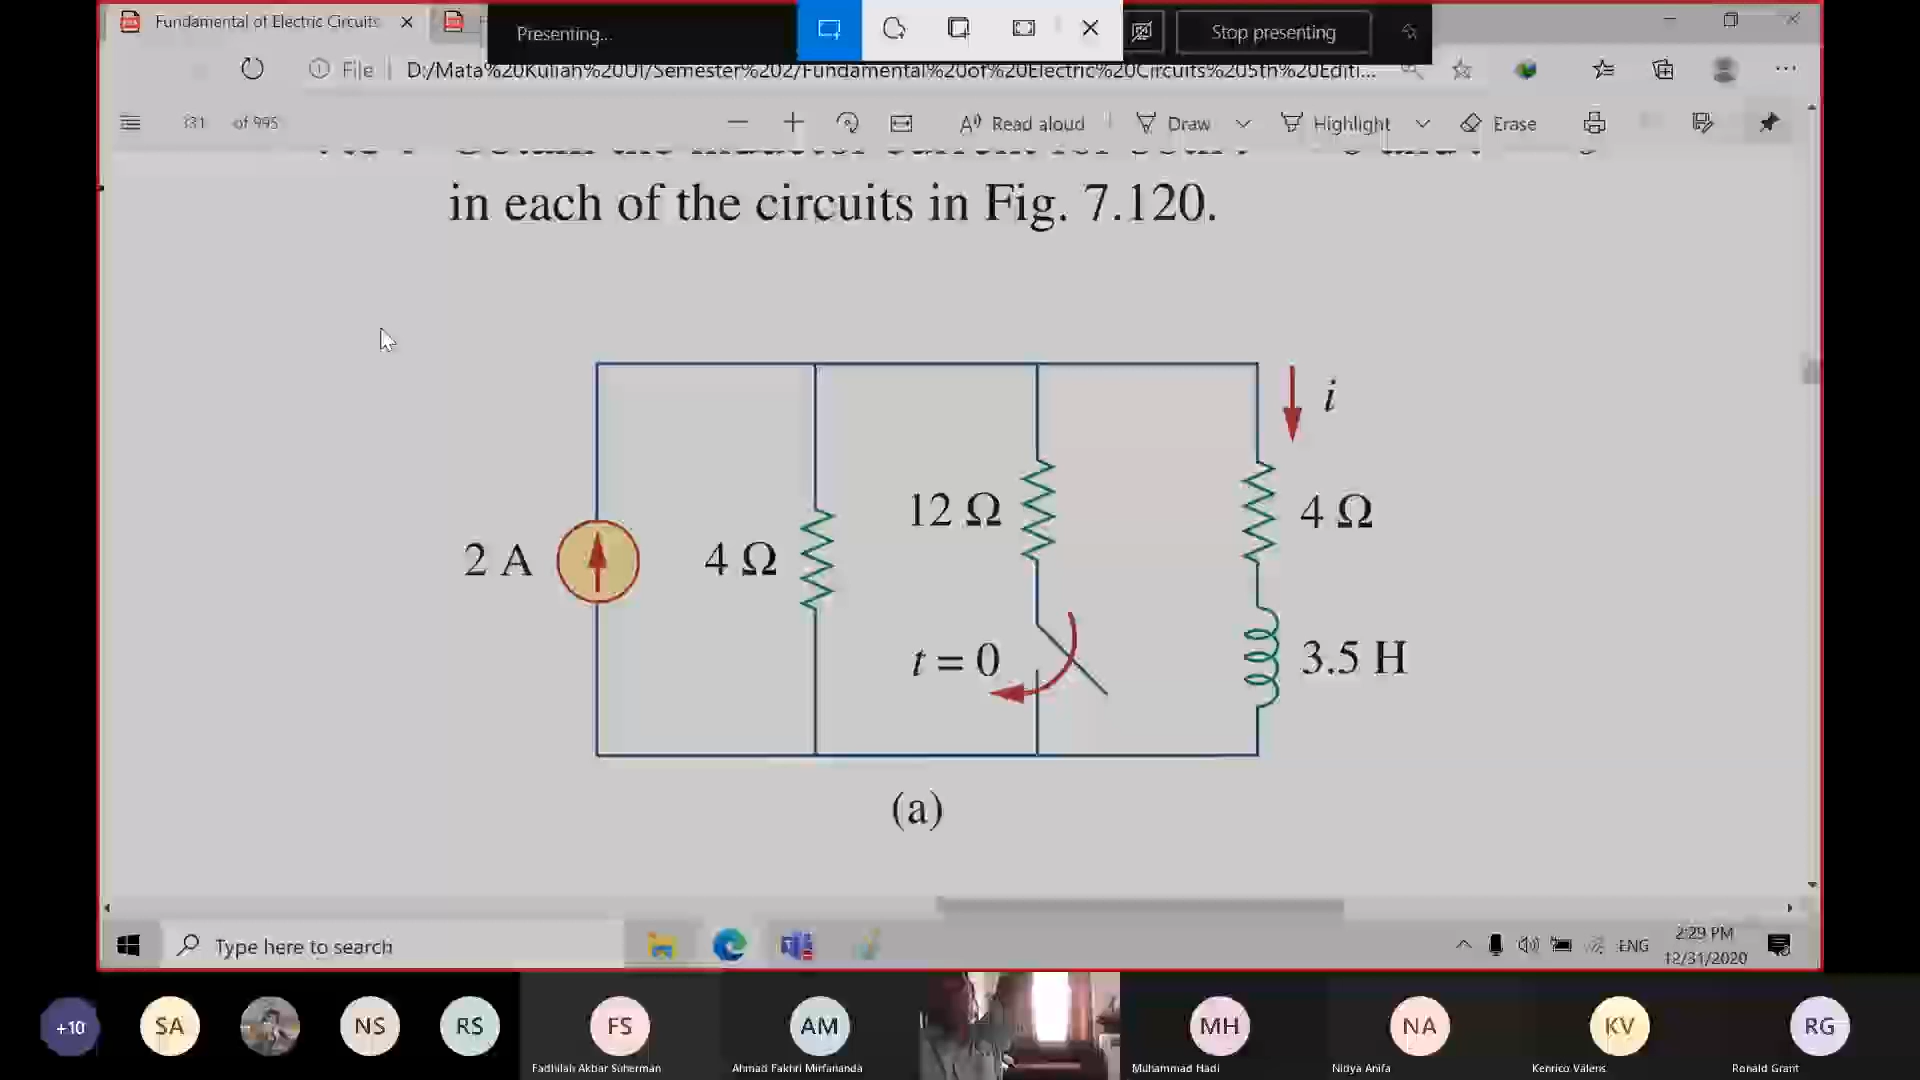 Fundamental of Electric Circuits
Presenting...
Stop presenting
File
D:/Mata%20Kuliah%20UI/Semester%202/Fundamental%20of%20Electric%20Circuits%205th%20Editi...
331 of 995
Read aloud
Draw
Highlight
Erase
in each of the circuits in Fig. 7.120.
i
12 Ω
4 Ω
2 A
4 Ω
t = 0
3.5 H
(a)
Type here to search
ENG
2:29 PM
12/31/2020
+10
SA
NS
RS
FS
AM
MH
NA
KV
RG
Fadhilah Akbar Suherman
Ahmad Fakhri Mirfananda
Muhammad Hadi
Nidya Anifa
Kenrico Valens
Ronald Grant